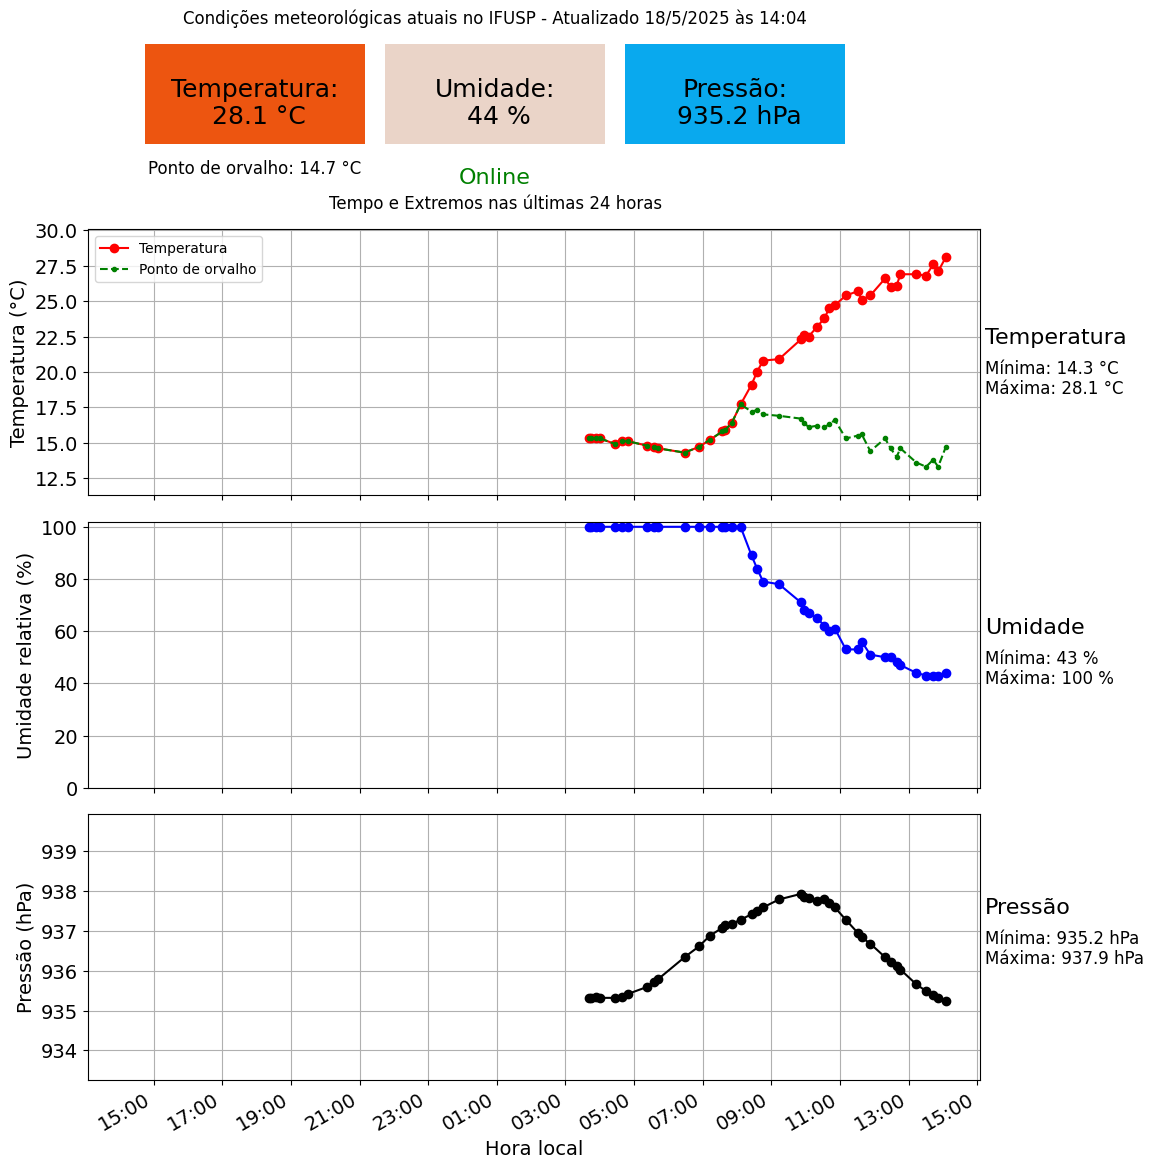 Condições meteorológicas atuais no IFUSP - Atualizado 18/5/2025 às 14:04
Temperatura:
28.1 °C
Umidade:
44 %
Pressão:
935.2 hPa
Ponto de orvalho: 14.7 °C
Online
Tempo e Extremos nas últimas 24 horas
Temperatura
Ponto de orvalho
Temperatura (°C)
30.0
27.5
25.0
22.5
20.0
17.5
15.0
12.5
Temperatura
Mínima: 14.3 °C
Máxima: 28.1 °C
Umidade relativa (%)
100
80
60
40
20
0
Umidade
Mínima: 43 %
Máxima: 100 %
Pressão (hPa)
939
938
937
936
935
934
Pressão
Mínima: 935.2 hPa
Máxima: 937.9 hPa
15:00
17:00
19:00
21:00
23:00
01:00
03:00
05:00
07:00
09:00
11:00
13:00
15:00
Hora local